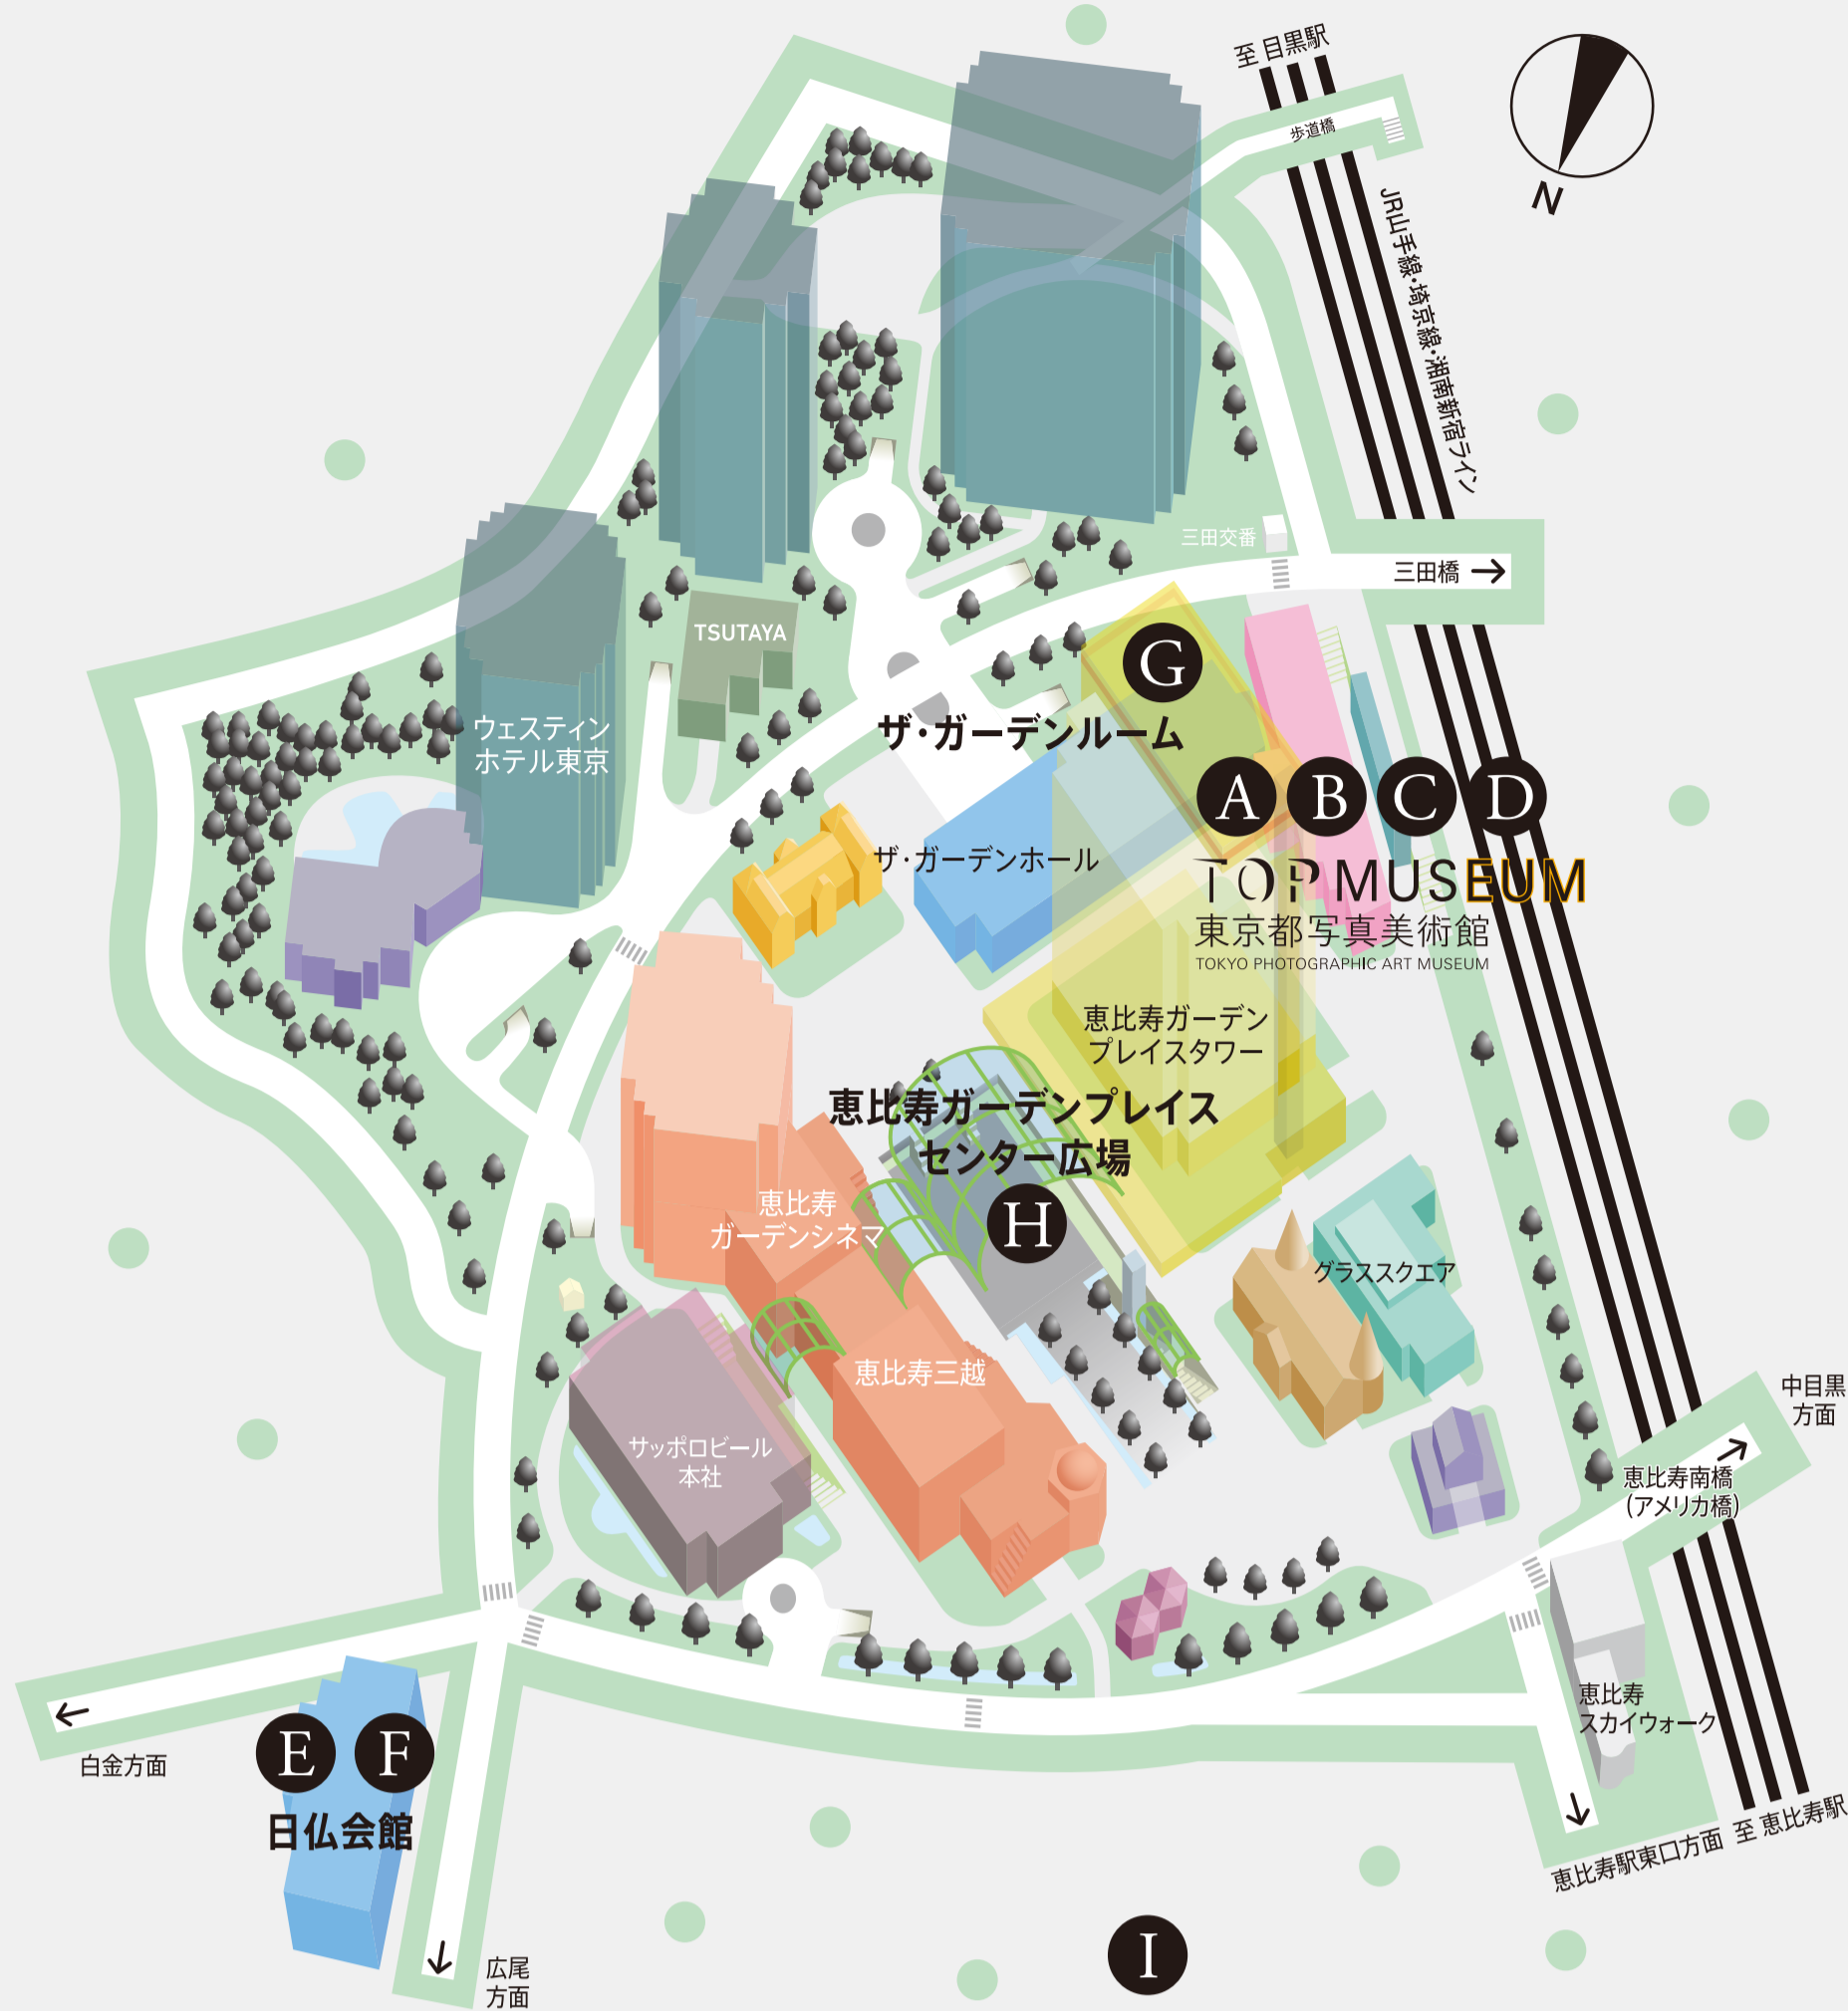 至 目黒駅
歩道橋
N
JR山手線・埼京線・湘南新宿ライン
三田交番
三田橋
TSUTAYA
G
ザ・ガーデンルーム
ウェスティン
ホテル東京
A B C D
ザ・ガーデンホール
TOP MUSEUM
東京都写真美術館
TOKYO PHOTOGRAPHIC ART MUSEUM
恵比寿ガーデン
プレイスタワー
恵比寿ガーデンプレイス
センター広場
H
恵比寿
ガーデンシネマ
グラススクエア
恵比寿三越
中目黒
方面
サッポロビール
本社
恵比寿南橋
(アメリカ橋)
恵比寿
スカイウォーク
E F
日仏会館
白金方面
恵比寿駅東口方面
至 恵比寿駅
I
広尾
方面